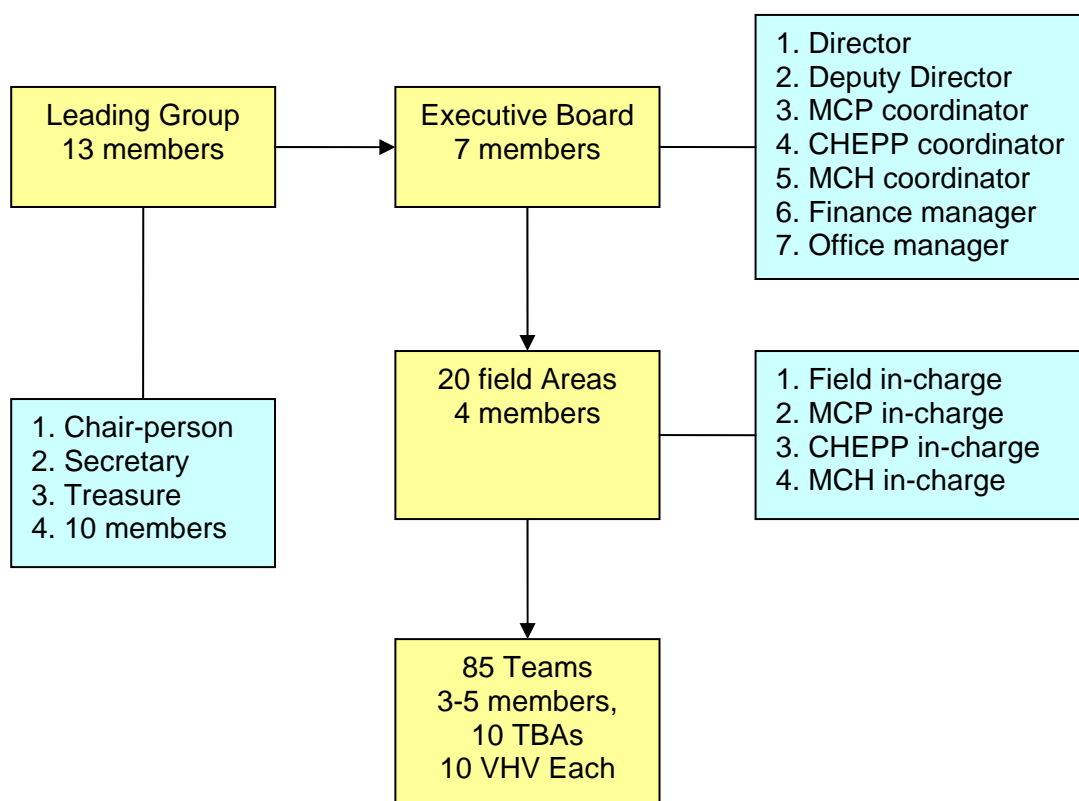 Leading Group
13 members
Executive Board
7 members
1. Director
2. Deputy Director
3. MCP coordinator
4. CHEPP coordinator
5. MCH coordinator
6. Finance manager
7. Office manager
1. Chair-person
2. Secretary
3. Treasure
4. 10 members
20 field Areas
4 members
1. Field in-charge
2. MCP in-charge
3. CHEPP in-charge
4. MCH in-charge
85 Teams
3-5 members,
10 TBAs
10 VHV Each